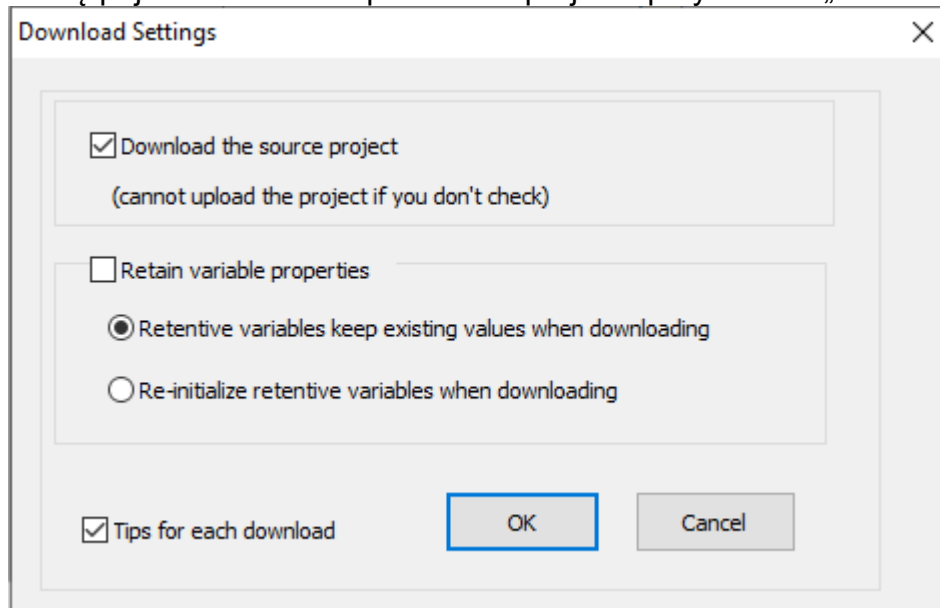 Download Settings
Download the source project
(cannot upload the project if you don't check)
Retain variable properties
Retentive variables keep existing values when downloading
Re-initialize retentive variables when downloading
Tips for each download
OK
Cancel